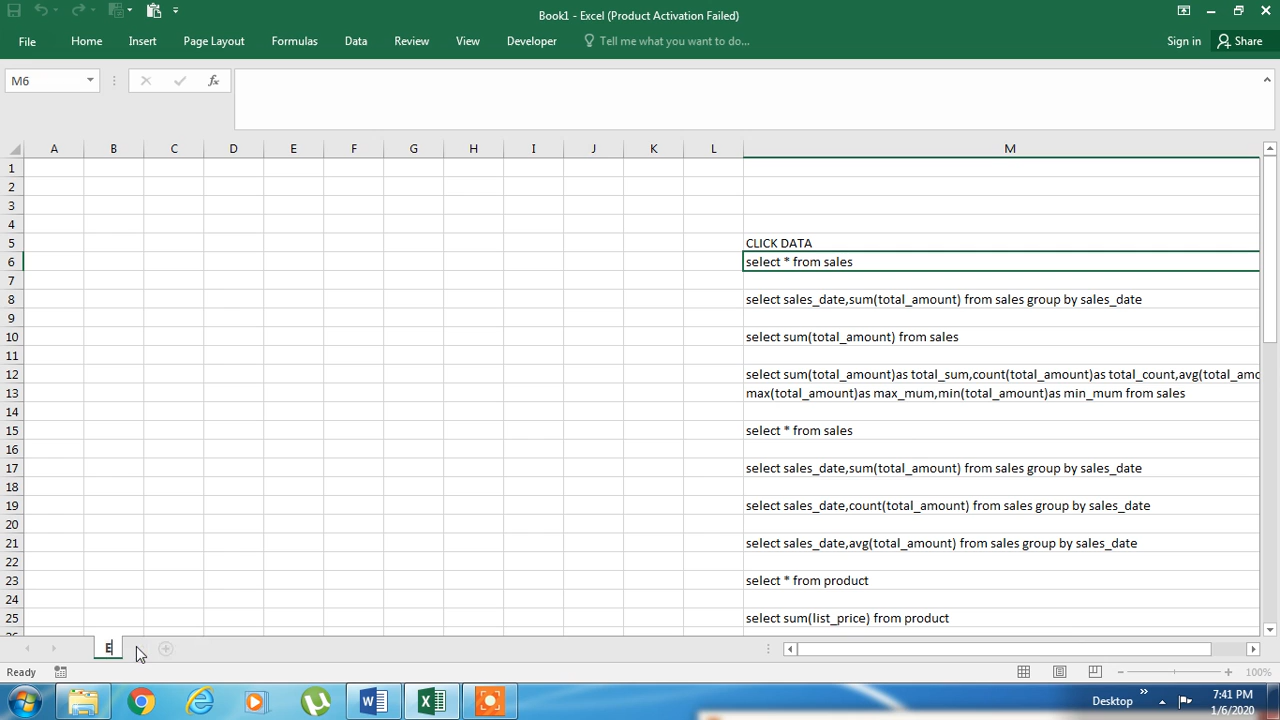 Book1 - Excel (Product Activation Failed)
File Home Insert Page Layout Formulas Data Review View Developer Tell me what you want to do... Sign in Share
M6 fx
A B C D E F G H I J K L M
1
2
3
4
5 CLICK DATA
6 select * from sales
7
8 select sales_date,sum(total_amount) from sales group by sales_date
9
10 select sum(total_amount) from sales
11
12 select sum(total_amount)as total_sum,count(total_amount)as total_count,avg(total_amo
13 max(total_amount)as max_mum,min(total_amount)as min_mum from sales
14
15 select * from sales
16
17 select sales_date,sum(total_amount) from sales group by sales_date
18
19 select sales_date,count(total_amount) from sales group by sales_date
20
21 select sales_date,avg(total_amount) from sales group by sales_date
22
23 select * from product
24
25 select sum(list_price) from product
E
Ready 100%
Desktop 7:41 PM
1/6/2020